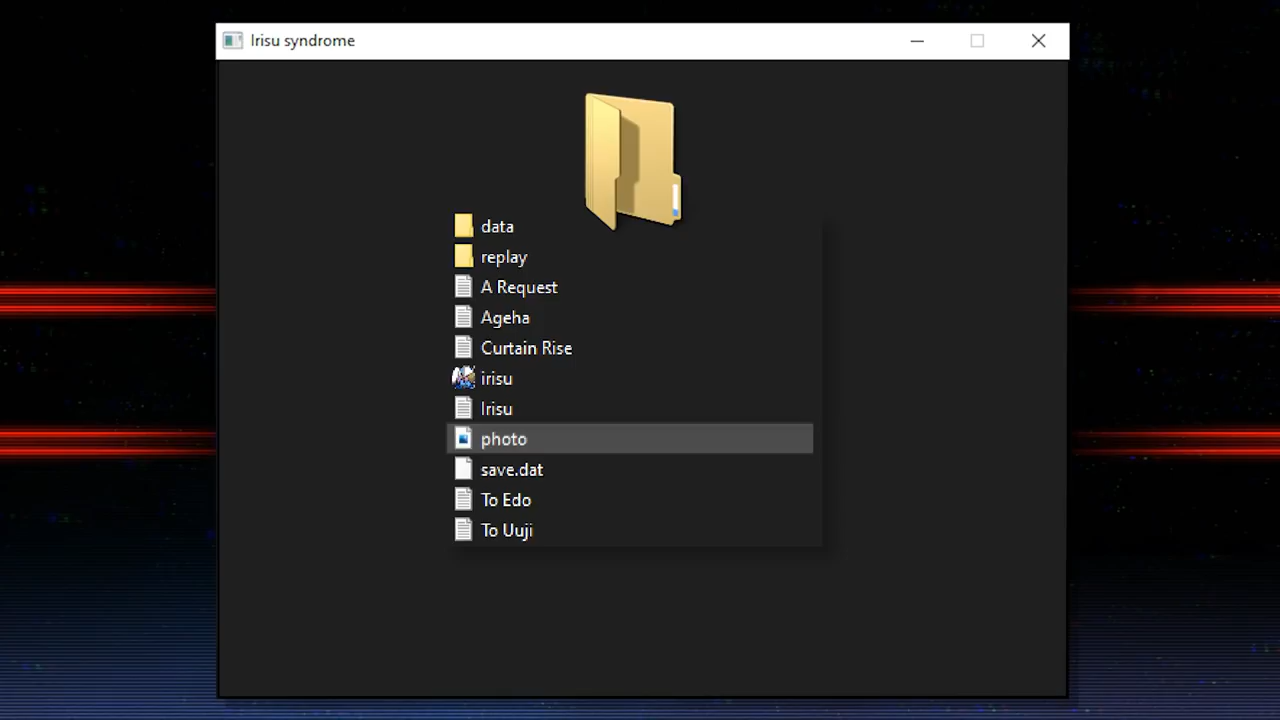 Irisu syndrome
data
replay
A Request
Ageha
Curtain Rise
irisu
Irisu
photo
save.dat
To Edo
To Uuji